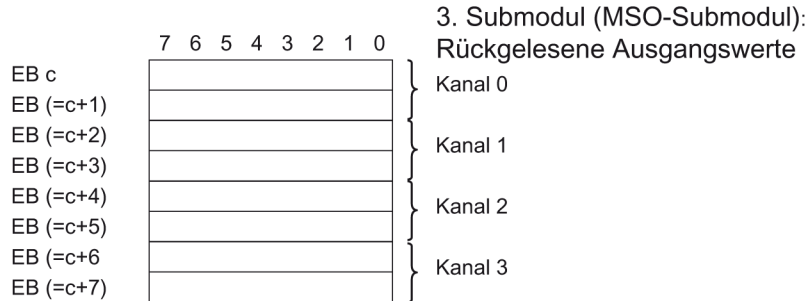 3. Submodul (MSO-Submodul):
Rückgelesene Ausgangswerte
7 6 5 4 3 2 1 0
EB c
EB (=c+1)
Kanal 0
EB (=c+2)
EB (=c+3)
Kanal 1
EB (=c+4)
EB (=c+5)
Kanal 2
EB (=c+6
EB (=c+7)
Kanal 3